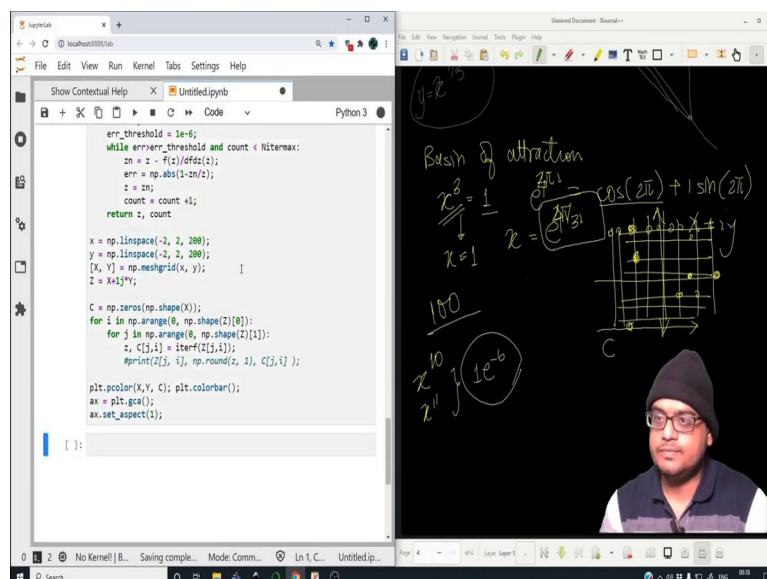 JupyterLab
localhost:8888/lab
File Edit View Run Kernel Tabs Settings Help
Show Contextual Help X Untitled.ipynb
Code Python 3
err_threshold = 1e-6;
while err>err_threshold and count < Nitermax:
zn = z - f(z)/dfdz(z);
err = np.abs(1-zn/z);
z = zn;
count = count +1;
return z, count
x = np.linspace(-2, 2, 200);
y = np.linspace(-2, 2, 200);
[X, Y] = np.meshgrid(x, y);
Z = X+1j*Y;
C = np.zeros(np.shape(X));
for i in np.arange(0, np.shape(Z)[0]):
for j in np.arange(0, np.shape(Z)[1]):
z, C[j,i] = iterf(Z[j,i]);
#print(Z[j, i], np.round(z, 1), C[j,i] );
plt.pcolor(X,Y, C); plt.colorbar();
ax = plt.gca();
ax.set_aspect(1);
[ ]:
0 2 No Kernel! | B... Saving comple... Mode: Comm... Ln 1, C... Untitled.ip...
Search
Unsaved Document - Xournal++
File Edit View Navigation Journal Tools Plugin Help
y=x^1/3
Basin of attraction
x³ = 1
cos(2π) + i sin(2π)
x=1
100
x¹⁰
x¹¹
1e⁻⁶
C
X
Y
Page 4 of 4 Layer Layer 1
ENG 00:38